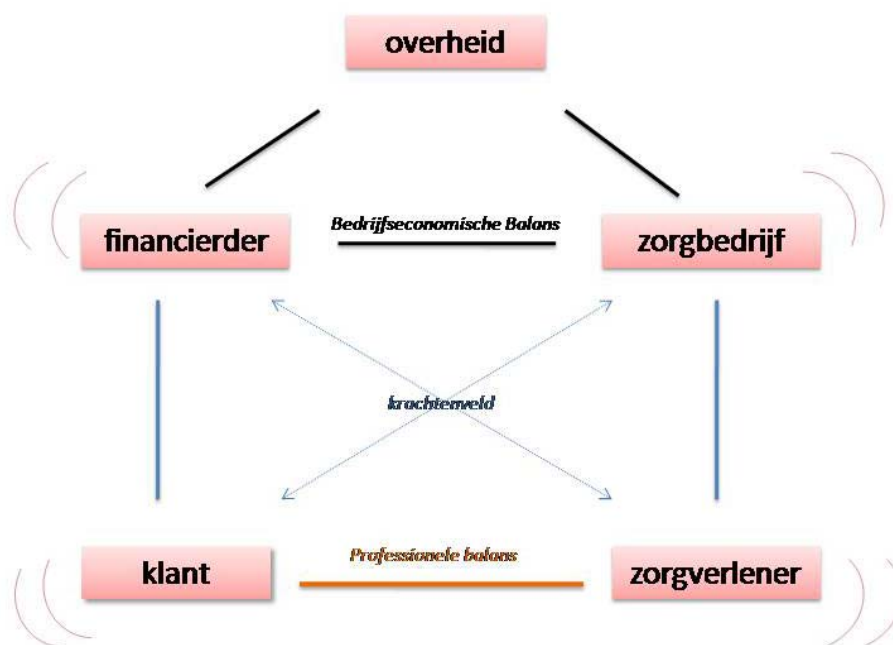 overheid
financierder
Bedrijfseconomische Balans
zorgbedrijf
krachtenveld
klant
Professionele balans
zorgverlener